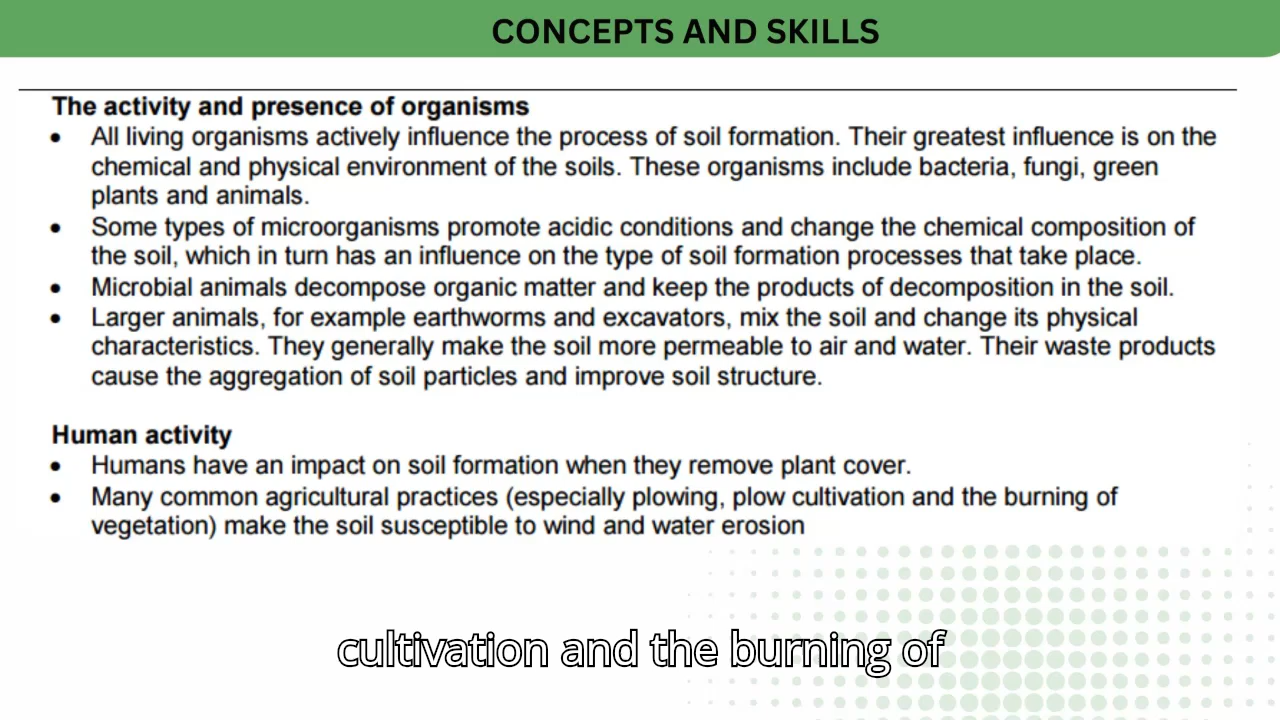 CONCEPTS AND SKILLS
The activity and presence of organisms
• All living organisms actively influence the process of soil formation. Their greatest influence is on the
chemical and physical environment of the soils. These organisms include bacteria, fungi, green
plants and animals.
• Some types of microorganisms promote acidic conditions and change the chemical composition of
the soil, which in turn has an influence on the type of soil formation processes that take place.
• Microbial animals decompose organic matter and keep the products of decomposition in the soil.
• Larger animals, for example earthworms and excavators, mix the soil and change its physical
characteristics. They generally make the soil more permeable to air and water. Their waste products
cause the aggregation of soil particles and improve soil structure.
Human activity
• Humans have an impact on soil formation when they remove plant cover.
• Many common agricultural practices (especially plowing, plow cultivation and the burning of
vegetation) make the soil susceptible to wind and water erosion
cultivation and the burning of